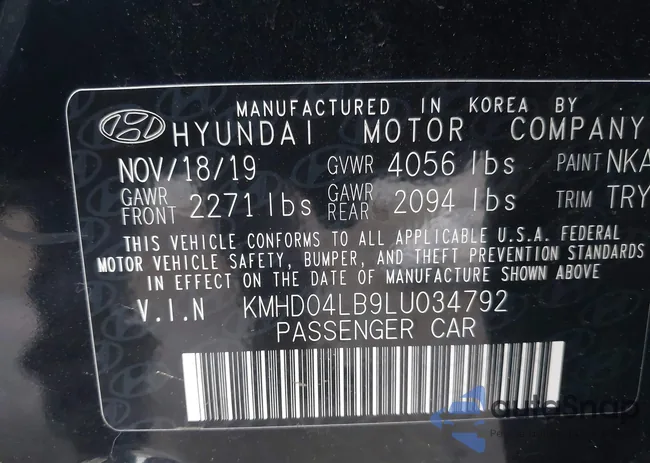 MANUFACTURED IN KOREA BY
HYUNDAI MOTOR COMPANY
NOV/18/19 GVWR 4056 lbs PAINT NKA
GAWR FRONT 2271 lbs GAWR REAR 2094 lbs TRIM TRY
THIS VEHICLE CONFORMS TO ALL APPLICABLE U.S.A. FEDERAL
MOTOR VEHICLE SAFETY, BUMPER, AND THEFT PREVENTION STANDARDS
IN EFFECT ON THE DATE OF MANUFACTURE SHOWN ABOVE
V.I.N KMHD04LB9LU034792
PASSENGER CAR
autoSnap